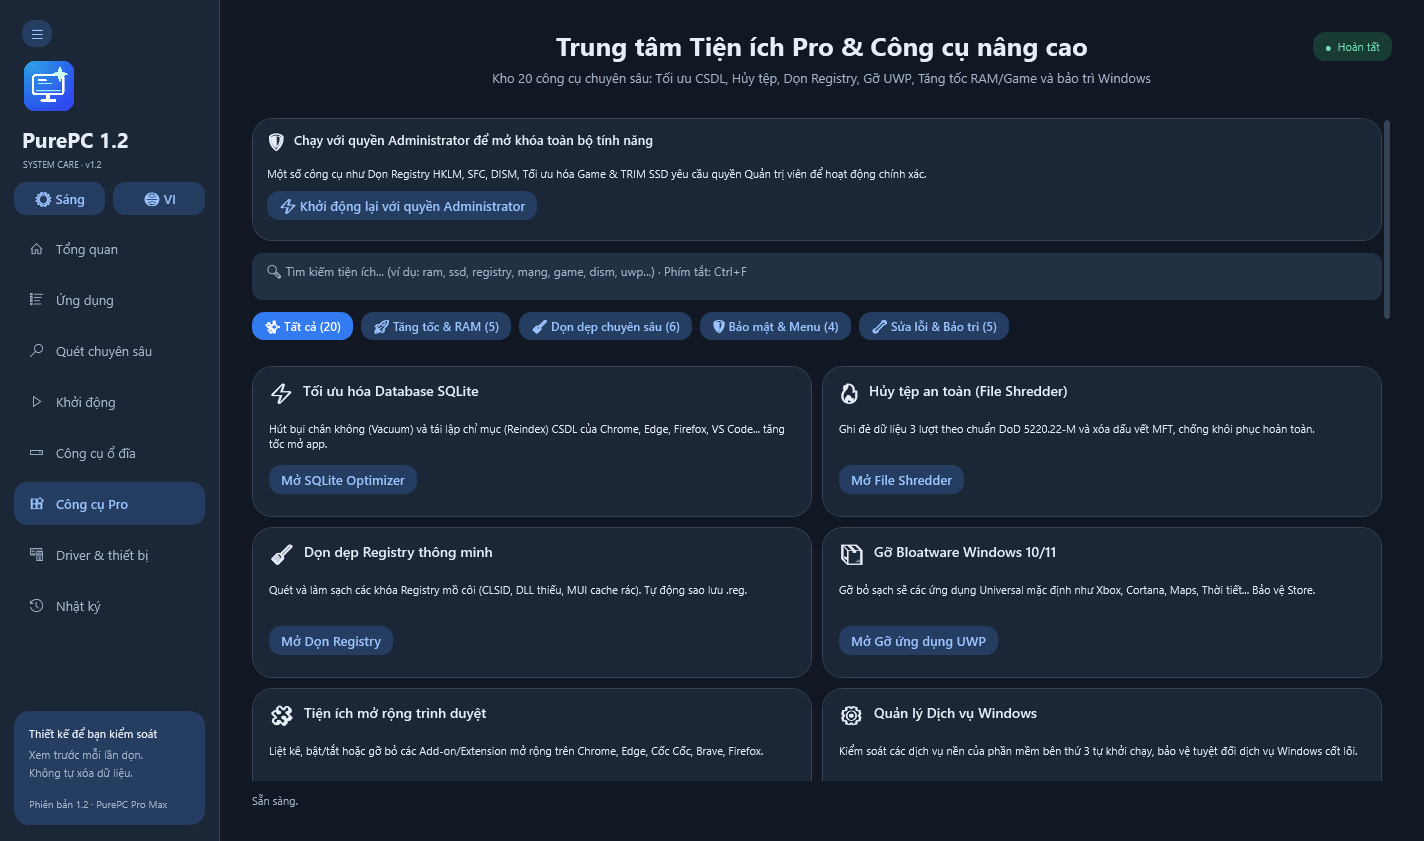 PurePC 1.2
SYSTEM CARE · v1.2
Sáng
VI
Tổng quan
Ứng dụng
Quét chuyên sâu
Khởi động
Công cụ ổ đĩa
Công cụ Pro
Driver & thiết bị
Nhật ký
Thiết kế để bạn kiểm soát
Xem trước mỗi lần dọn.
Không tự xóa dữ liệu.
Phiên bản 1.2 · PurePC Pro Max
Trung tâm Tiện ích Pro & Công cụ nâng cao
Kho 20 công cụ chuyên sâu: Tối ưu CSDL, Hủy tệp, Dọn Registry, Gỡ UWP, Tăng tốc RAM/Game và bảo trì Windows
● Hoàn tất
Chạy với quyền Administrator để mở khóa toàn bộ tính năng
Một số công cụ như Dọn Registry HKLM, SFC, DISM, Tối ưu hóa Game & TRIM SSD yêu cầu quyền Quản trị viên để hoạt động chính xác.
Khởi động lại với quyền Administrator
Tìm kiếm tiện ích... (ví dụ: ram, ssd, registry, mạng, game, dism, uwp...) · Phím tắt: Ctrl+F
Tất cả (20)
Tăng tốc & RAM (5)
Dọn dẹp chuyên sâu (6)
Bảo mật & Menu (4)
Sửa lỗi & Bảo trì (5)
Tối ưu hóa Database SQLite
Hút bụi chân không (Vacuum) và tái lập chỉ mục (Reindex) CSDL của Chrome, Edge, Firefox, VS Code... tăng
tốc mở app.
Mở SQLite Optimizer
Hủy tệp an toàn (File Shredder)
Ghi đè dữ liệu 3 lượt theo chuẩn DoD 5220.22-M và xóa dấu vết MFT, chống khôi phục hoàn toàn.
Mở File Shredder
Dọn dẹp Registry thông minh
Quét và làm sạch các khóa Registry mồ côi (CLSID, DLL thiếu, MUI cache rác). Tự động sao lưu .reg.
Mở Dọn Registry
Gỡ Bloatware Windows 10/11
Gỡ bỏ sạch sẽ các ứng dụng Universal mặc định như Xbox, Cortana, Maps, Thời tiết... Bảo vệ Store.
Mở Gỡ ứng dụng UWP
Tiện ích mở rộng trình duyệt
Liệt kê, bật/tắt hoặc gỡ bỏ các Add-on/Extension mở rộng trên Chrome, Edge, Cốc Cốc, Brave, Firefox.
Quản lý Dịch vụ Windows
Kiểm soát các dịch vụ nền của phần mềm bên thứ 3 tự khởi chạy, bảo vệ tuyệt đối dịch vụ Windows cốt lõi.
Sẵn sàng.